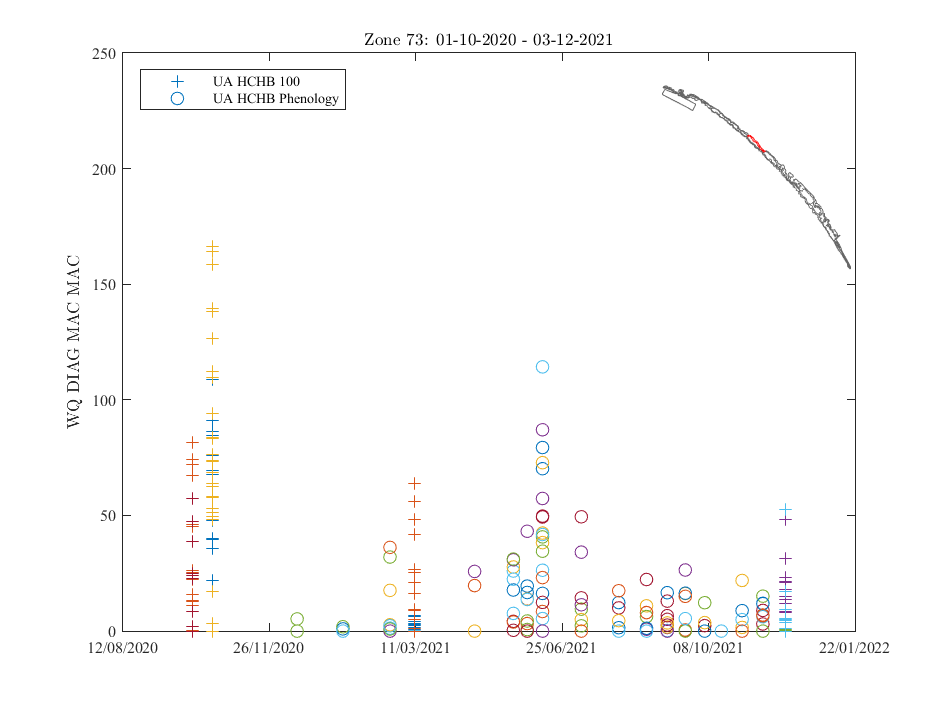 Zone 73: 01-10-2020 - 03-12-2021
250
200
150
100
50
0
WQ DIAG MAC MAC
UA HCHB 100
UA HCHB Phenology
12/08/2020 26/11/2020 11/03/2021 25/06/2021 08/10/2021 22/01/2022